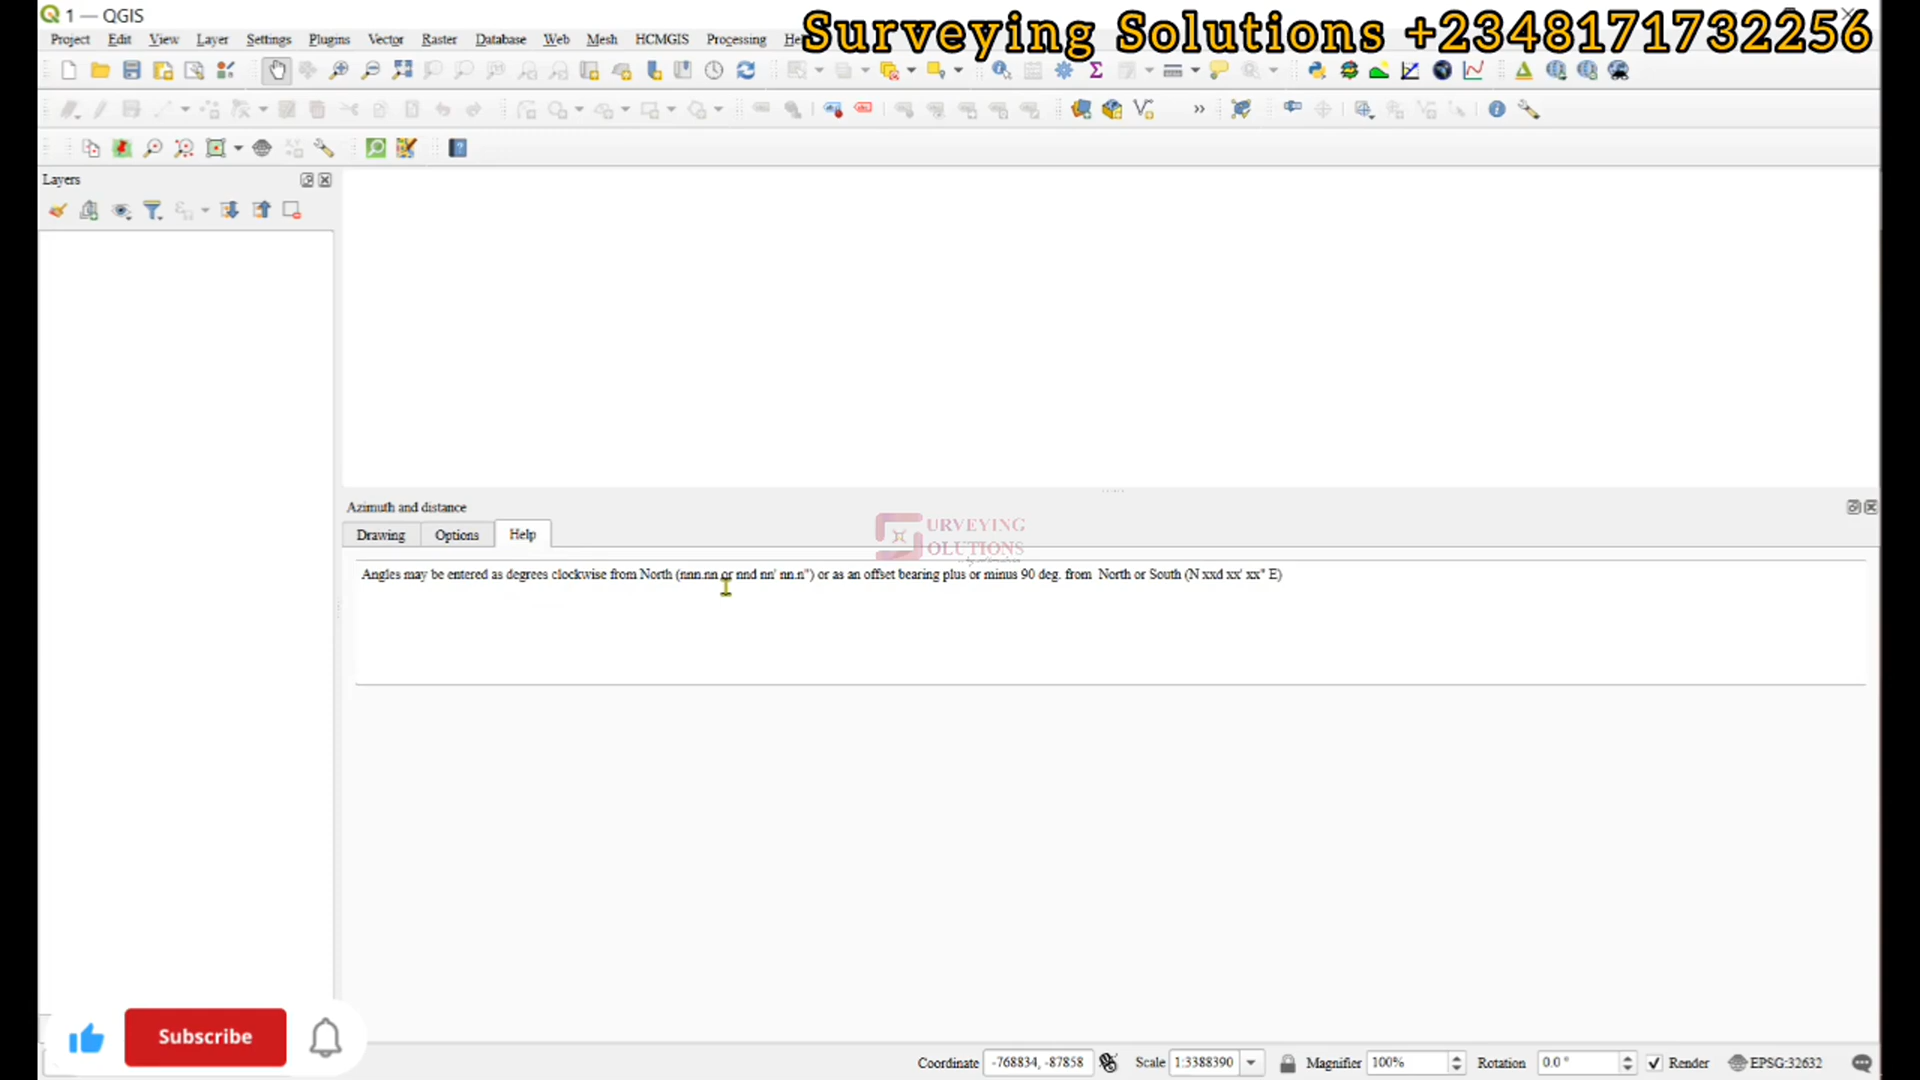 1 — QGIS
Surveying Solutions +2348171732256
Project Edit View Layer Settings Plugins Vector Raster Database Web Mesh HCMGIS Processing
Layers
Azimuth and distance
URVEYING
OLUTIONS
Drawing Options Help
Angles may be entered as degrees clockwise from North (nnn.nn or nnd nn' nn.n") or as an offset bearing plus or minus 90 deg. from North or South (N xxd xx' xx" E)
Subscribe
Coordinate -768834, -87858 Scale 1:3388390 Magnifier 100% Rotation 0.0 ° Render EPSG:32632